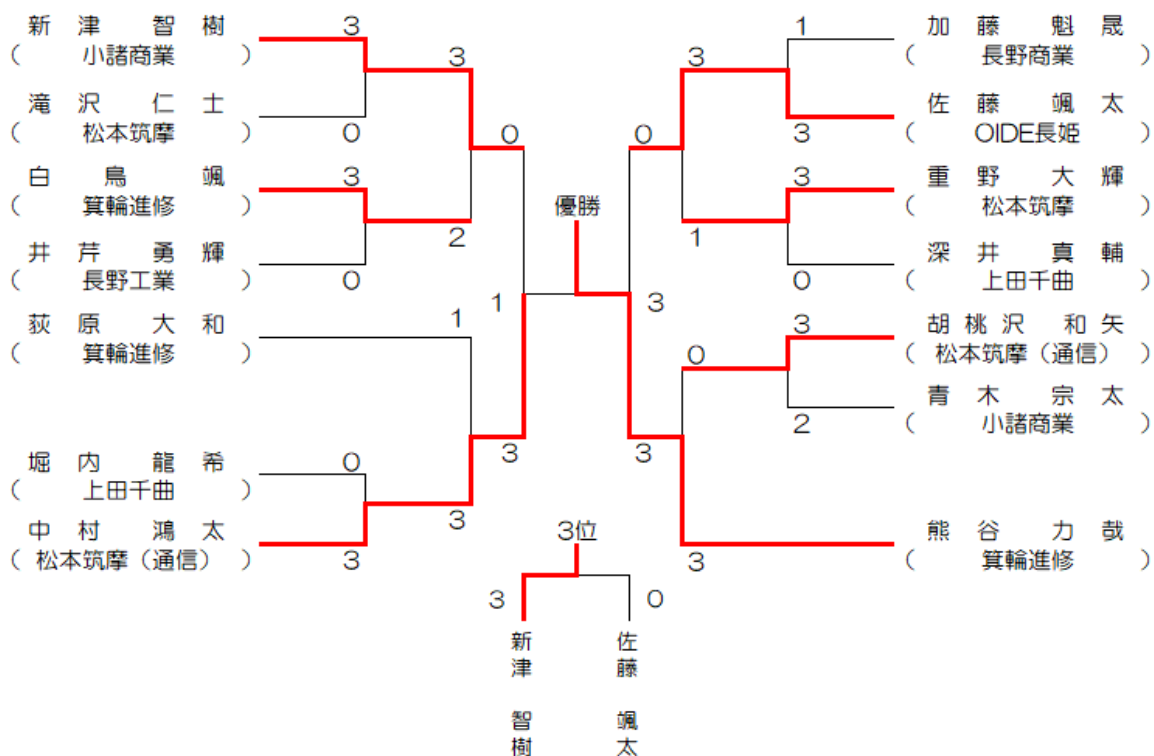 新津智樹
(小諸商業)
滝沢仁士
(松本筑摩)
白鳥颯
(箕輪進修)
井芹勇輝
(長野工業)
荻原大和
(箕輪進修)
堀内龍希
(上田千曲)
中村鴻太
(松本筑摩(通信))
3
0
3
0
0
3
3
2
1
3
0
3
1
優勝
3
0
3
3
1
0
3
1
3
3
0
3
2
加藤魁晟
(長野商業)
佐藤颯太
(OIDE長姫)
重野大輝
(松本筑摩)
深井真輔
(上田千曲)
胡桃沢和矢
(松本筑摩(通信))
青木宗太
(小諸商業)
熊谷力哉
(箕輪進修)
3位
3
0
新津智樹
佐藤颯太